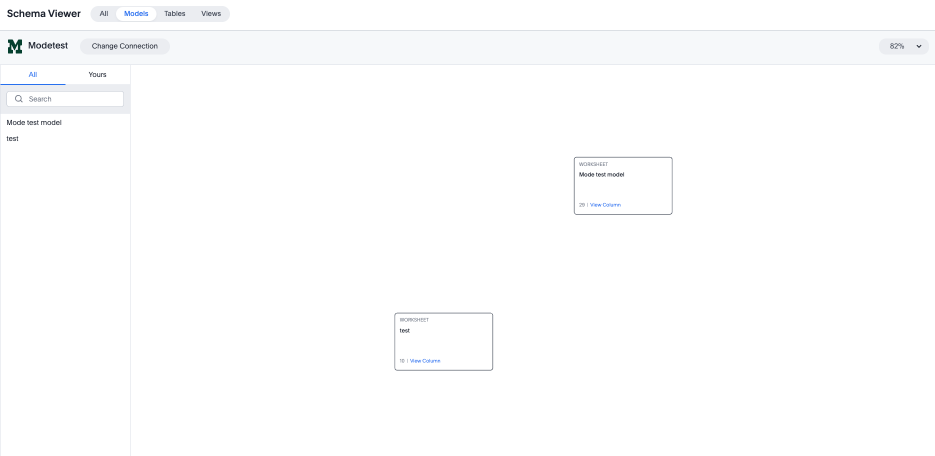 Schema Viewer
All
Models
Tables
Views
Modetest
Change Connection
82%
All
Yours
Search
Mode test model
test
WORKSHEET
Mode test model
29 | View Column
WORKSHEET
test
10 | View Column